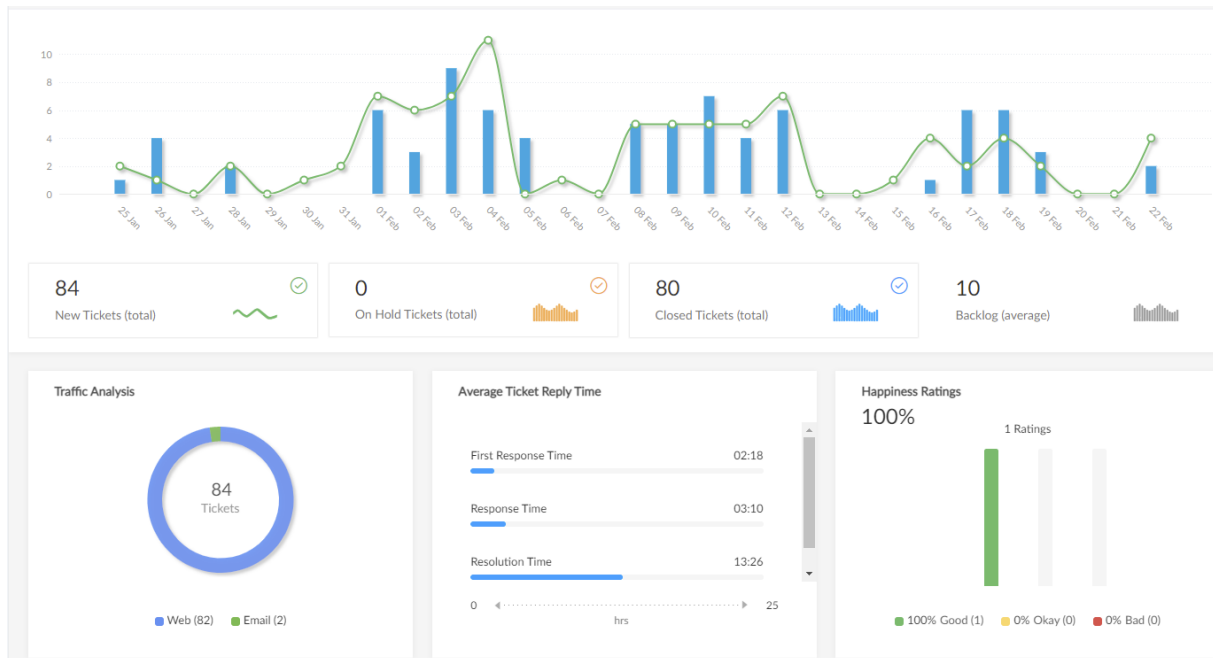 10
8
6
4
2
0
25 Jan 26 Jan 27 Jan 28 Jan 29 Jan 30 Jan 31 Jan 01 Feb 02 Feb 03 Feb 04 Feb 05 Feb 06 Feb 07 Feb 08 Feb 09 Feb 10 Feb 11 Feb 12 Feb 13 Feb 14 Feb 15 Feb 16 Feb 17 Feb 18 Feb 19 Feb 20 Feb 21 Feb 22 Feb
84
New Tickets (total)
0
On Hold Tickets (total)
80
Closed Tickets (total)
10
Backlog (average)
Traffic Analysis
84
Tickets
Web (82) Email (2)
Average Ticket Reply Time
First Response Time 02:18
Response Time 03:10
Resolution Time 13:26
0 25
hrs
Happiness Ratings
100%
1 Ratings
100% Good (1) 0% Okay (0) 0% Bad (0)